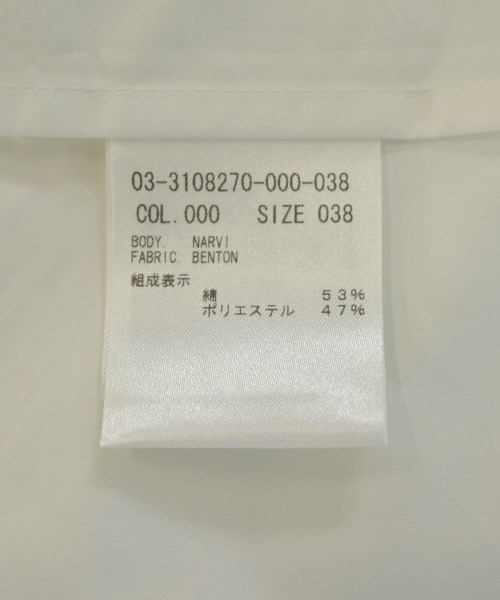 03-3108270-000-038
COL.000 SIZE 038
BODY. NARVI
FABRIC. BENTON
組成表示
綿 53%
ポリエステル 47%